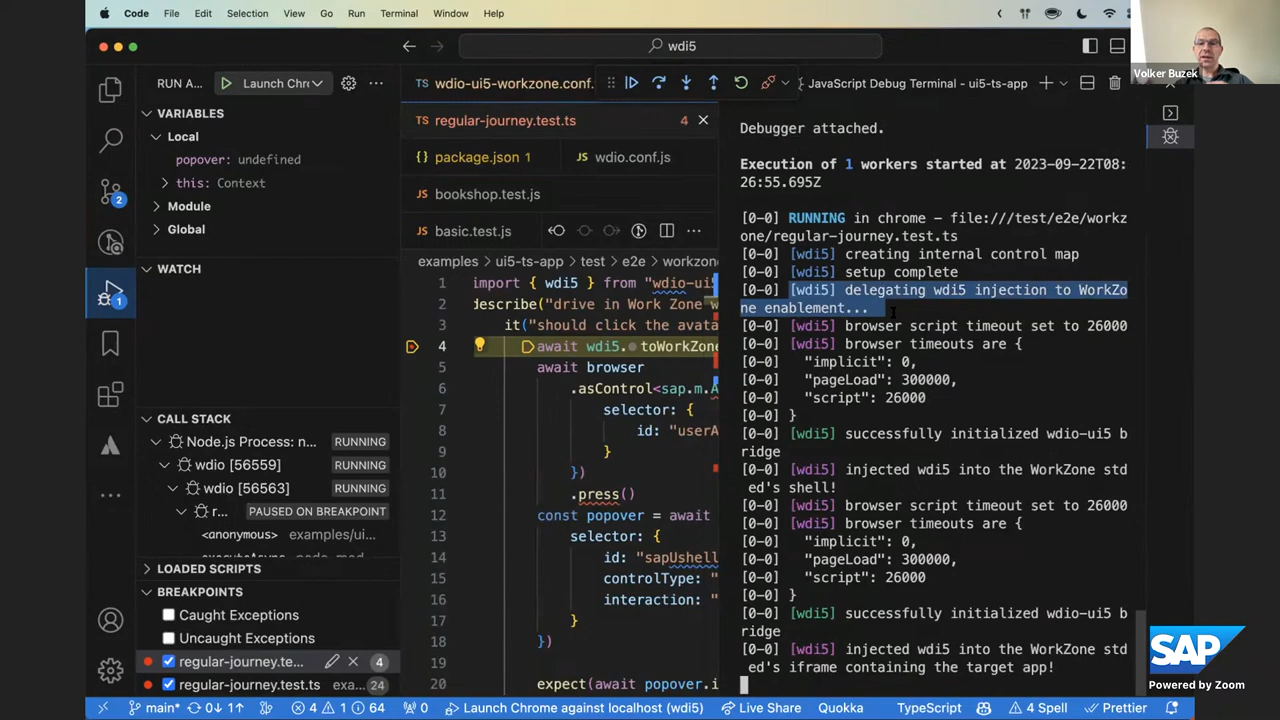 Code File Edit Selection View Go Run Terminal Window Help
wdi5
Volker Buzek
RUN A... Launch Chr
wdio-ui5-workzone.conf.
JavaScript Debug Terminal - ui5-ts-app
VARIABLES
Local
popover: undefined
this: Context
Module
Global
WATCH
CALL STACK
Node.js Process: n... RUNNING
wdio [56559] RUNNING
wdio [56563] RUNNING
r... PAUSED ON BREAKPOINT
<anonymous> examples/ui...
LOADED SCRIPTS
BREAKPOINTS
Caught Exceptions
Uncaught Exceptions
regular-journey.te... 4
regular-journey.test.ts exa... 24
2
1
TS regular-journey.test.ts 4
{} package.json 1 JS wdio.conf.js
JS bookshop.test.js
JS basic.test.js
examples > ui5-ts-app > test > e2e > workzone
1 import { wdi5 } from "wdio-ui5
2 describe("drive in Work Zone w
3 it("should click the avata
4 await wdi5. toWorkZone
5 await browser
6 .asControl<sap.m.A
7 selector: {
8 id: "userA
9 }
10 })
11 .press()
12 const popover = await
13 selector: {
14 id: "sapUshell
15 controlType: "
16 interaction: "
17 }
18 })
19
20 expect(await popover.i
Debugger attached.
Execution of 1 workers started at 2023-09-22T08:
26:55.695Z
[0-0] RUNNING in chrome - file:///test/e2e/workz
one/regular-journey.test.ts
[0-0] [wdi5] creating internal control map
[0-0] [wdi5] setup complete
[0-0] [wdi5] delegating wdi5 injection to WorkZo
ne enablement...
[0-0] [wdi5] browser script timeout set to 26000
[0-0] [wdi5] browser timeouts are {
[0-0] "implicit": 0,
[0-0] "pageLoad": 300000,
[0-0] "script": 26000
[0-0] }
[0-0] [wdi5] successfully initialized wdio-ui5 b
ridge
[0-0] [wdi5] injected wdi5 into the WorkZone std
ed's shell!
[0-0] [wdi5] browser script timeout set to 26000
[0-0] [wdi5] browser timeouts are {
[0-0] "implicit": 0,
[0-0] "pageLoad": 300000,
[0-0] "script": 26000
[0-0] }
[0-0] [wdi5] successfully initialized wdio-ui5 b
ridge
[0-0] [wdi5] injected wdi5 into the WorkZone std
ed's iframe containing the target app!
SAP
Powered by Zoom
main* 0↓ 1↑ 4 1 64 0 Launch Chrome against localhost (wdi5) Live Share Quokka TypeScript 4 Spell Prettier